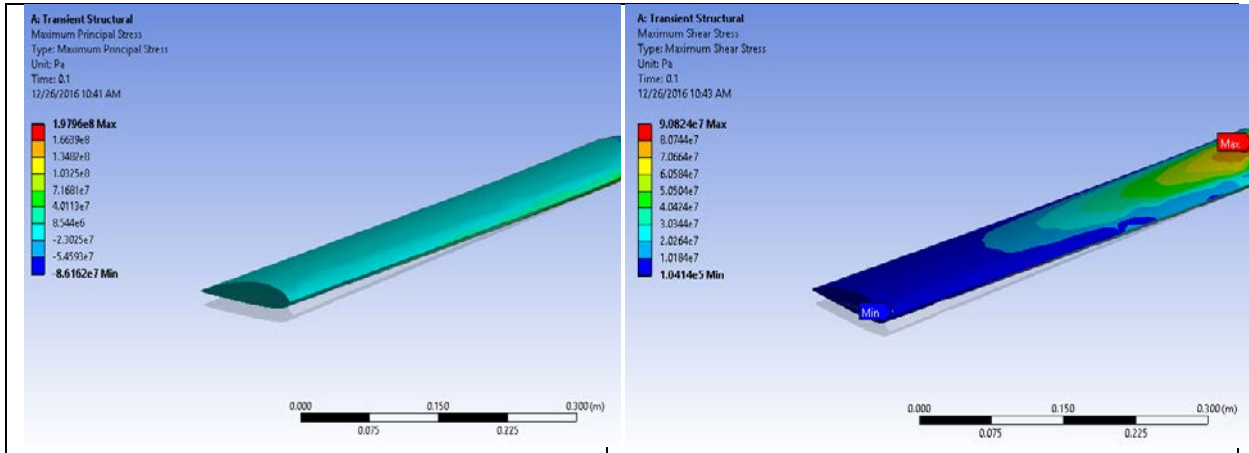 A: Transient Structural
Maximum Principal Stress
Type: Maximum Principal Stress
Unit: Pa
Time: 0.1
12/26/2016 10:41 AM
1.9796e8 Max
1.6639e8
1.3482e8
1.0325e8
7.1681e7
4.0113e7
8.544e6
-2.3025e7
-5.4593e7
-8.6162e7 Min
0.000 0.150 0.300 (m)
0.075 0.225
A: Transient Structural
Maximum Shear Stress
Type: Maximum Shear Stress
Unit: Pa
Time: 0.1
12/26/2016 10:43 AM
9.0824e7 Max
8.0744e7
7.0664e7
6.0584e7
5.0504e7
4.0424e7
3.0344e7
2.0264e7
1.0184e7
1.0414e5 Min
Max
Min
0.000 0.150 0.300 (m)
0.075 0.225